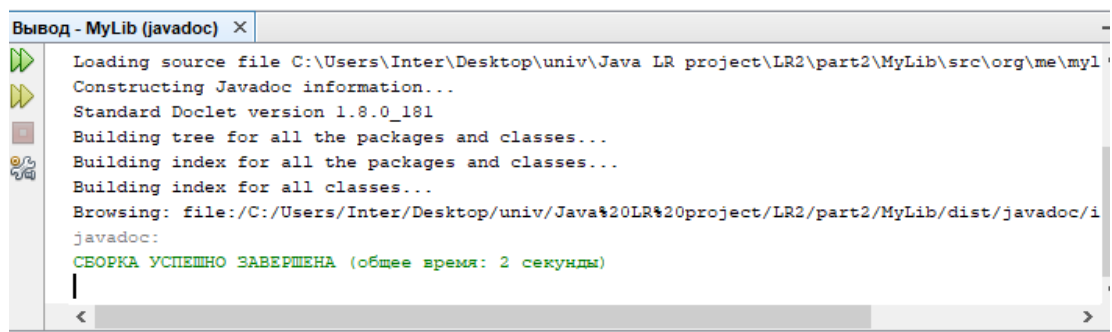 Вывод - MyLib (javadoc) ×
Loading source file C:\Users\Inter\Desktop\univ\Java LR project\LR2\part2\MyLib\src\org\me\myl
Constructing Javadoc information...
Standard Doclet version 1.8.0_181
Building tree for all the packages and classes...
Building index for all the packages and classes...
Building index for all classes...
Browsing: file:/C:/Users/Inter/Desktop/univ/Java%20LR%20project/LR2/part2/MyLib/dist/javadoc/i
javadoc:
СБОРКА УСПЕШНО ЗАВЕРШЕНА (общее время: 2 секунды)